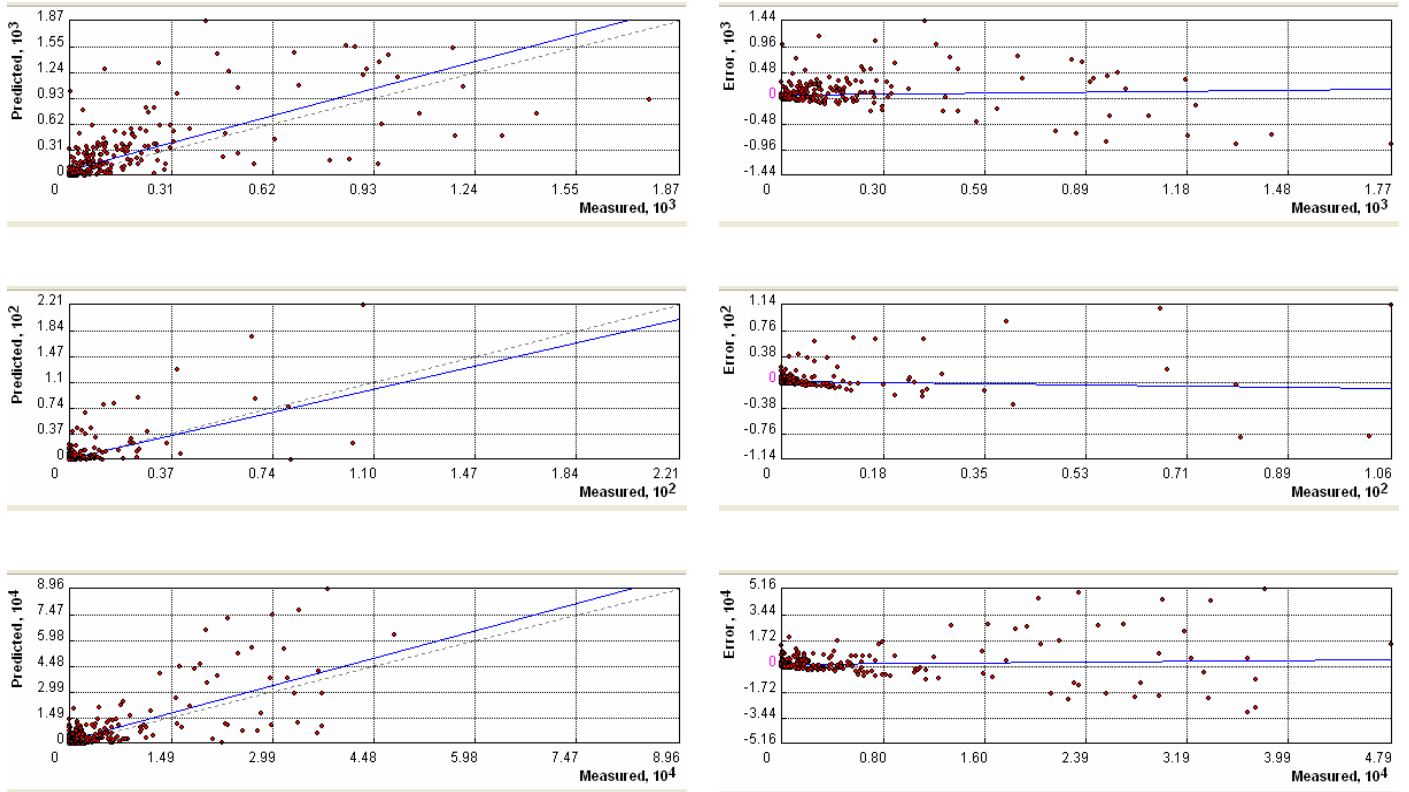 Predicted, 10³
1.87
1.55
1.24
0.93
0.62
0.31
0
0 0.31 0.62 0.93 1.24 1.55 1.87
Measured, 10³
Error, 10³
1.44
0.96
0.48
0
-0.48
-0.96
-1.44
0 0.30 0.59 0.89 1.18 1.48 1.77
Measured, 10³
Predicted, 10²
2.21
1.84
1.47
1.1
0.74
0.37
0
0 0.37 0.74 1.10 1.47 1.84 2.21
Measured, 10²
Error, 10²
1.14
0.76
0.38
0
-0.38
-0.76
-1.14
0 0.18 0.35 0.53 0.71 0.89 1.06
Measured, 10²
Predicted, 10⁴
8.96
7.47
5.98
4.48
2.99
1.49
0
0 1.49 2.99 4.48 5.98 7.47 8.96
Measured, 10⁴
Error, 10⁴
5.16
3.44
1.72
0
-1.72
-3.44
-5.16
0 0.80 1.60 2.39 3.19 3.99 4.79
Measured, 10⁴